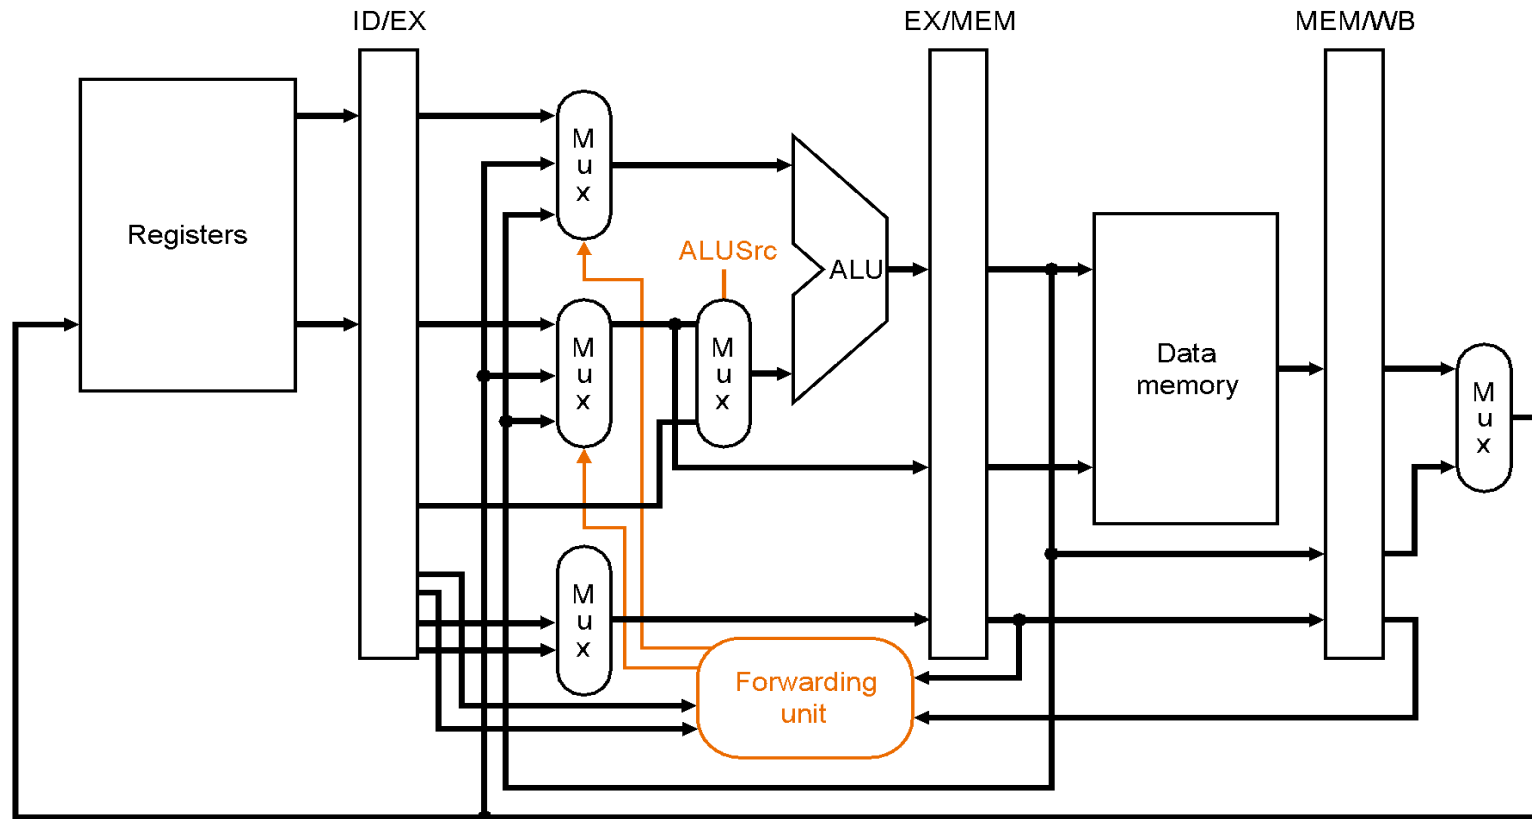 ID/EX
EX/MEM
MEM/WB
M
u
x
Registers
ALUSrc
ALU
M
u
x
M
u
x
Data
memory
M
u
x
M
u
x
Forwarding
unit